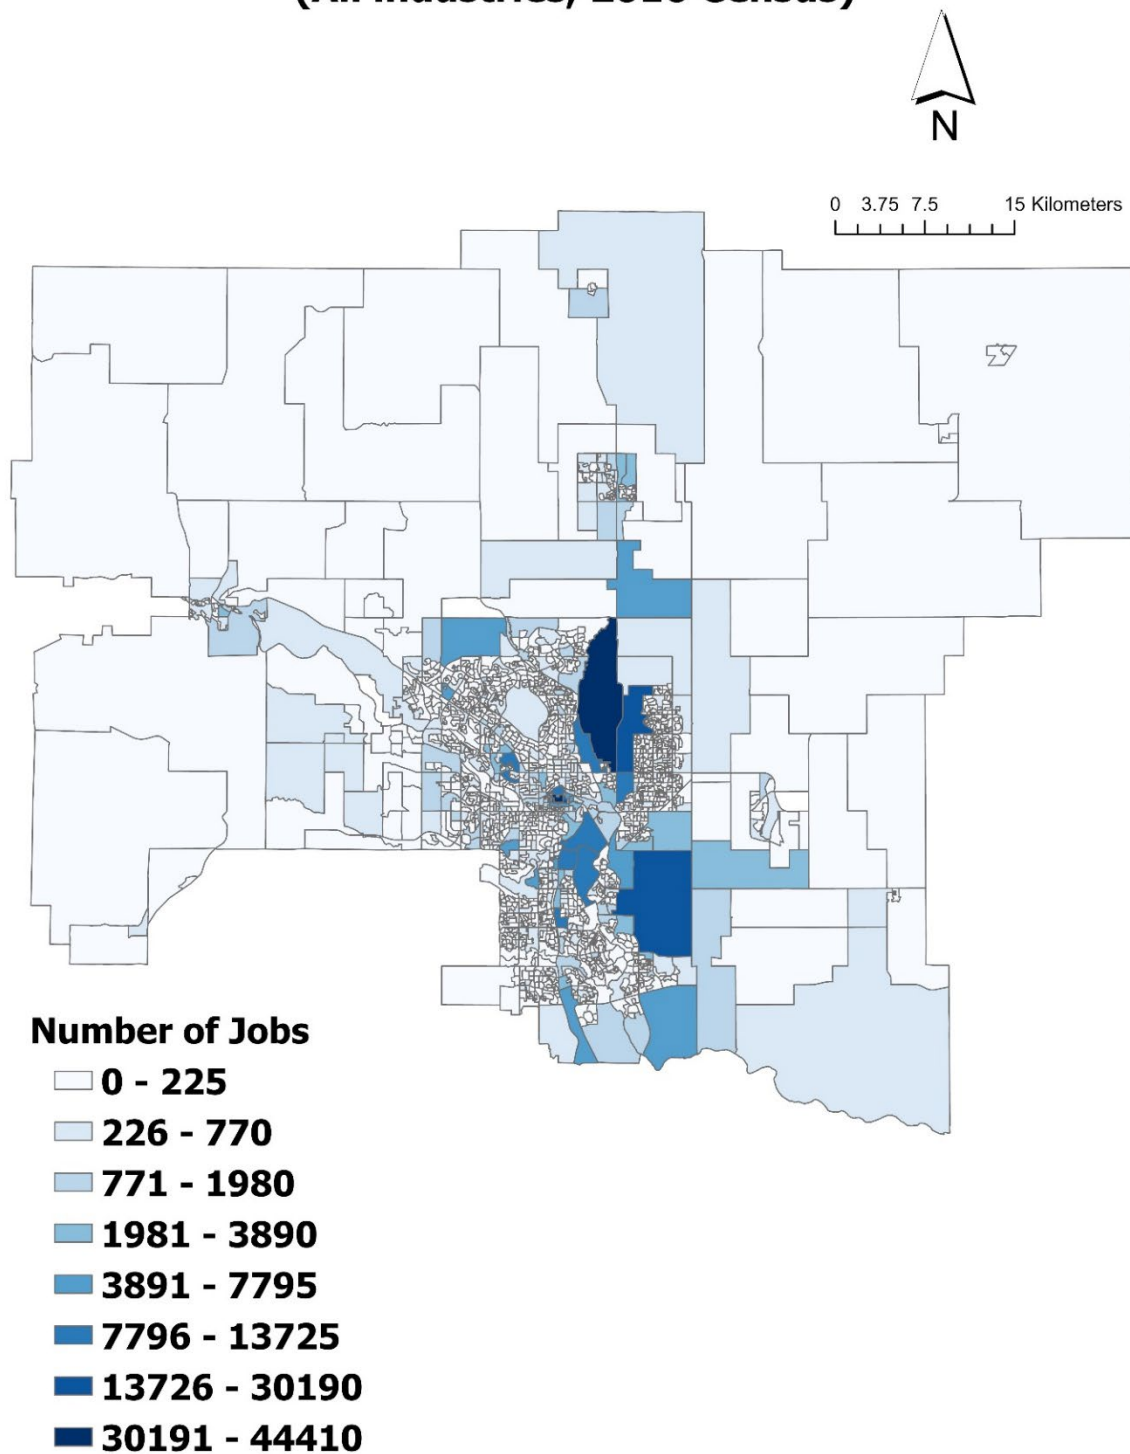 (All Industries, 2016 Census)
N
0 3.75 7.5 15 Kilometers
Number of Jobs
0 - 225
226 - 770
771 - 1980
1981 - 3890
3891 - 7795
7796 - 13725
13726 - 30190
30191 - 44410